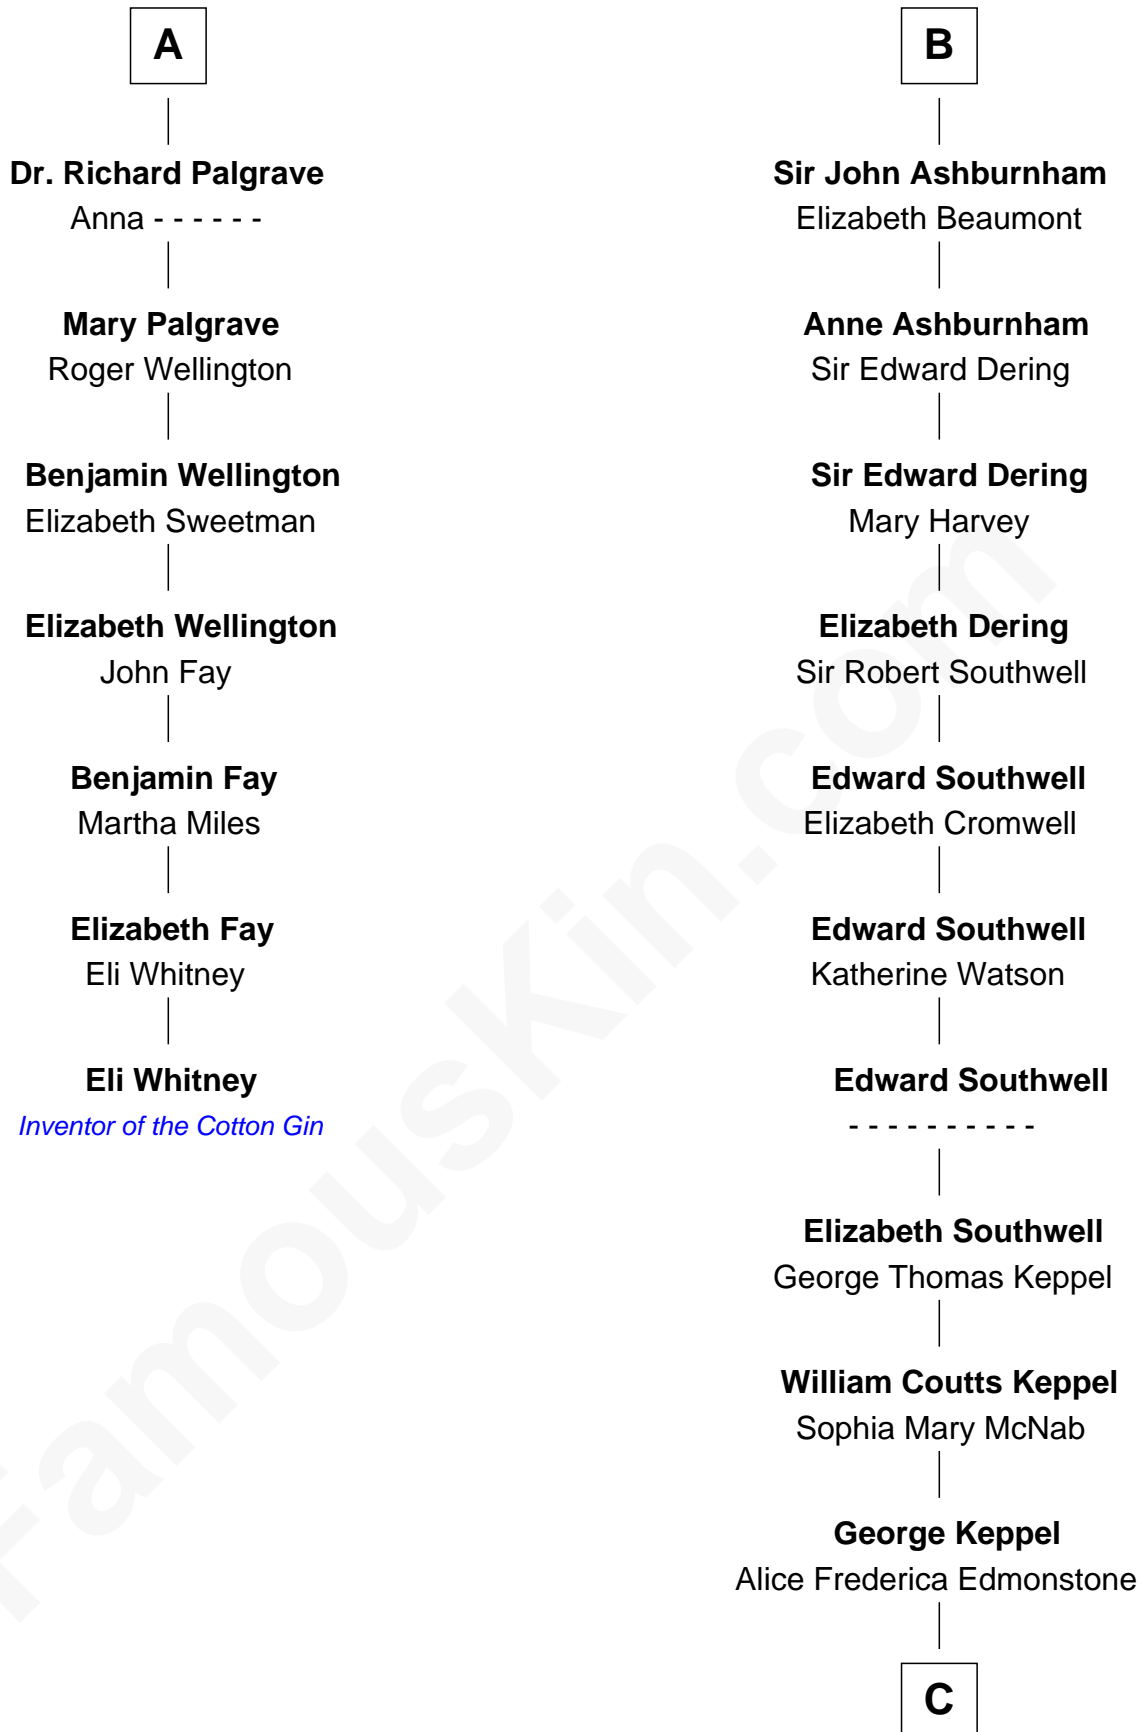 A
Dr. Richard Palgrave
Anna - - - - - -
Mary Palgrave
Roger Wellington
Benjamin Wellington
Elizabeth Sweetman
Elizabeth Wellington
John Fay
Benjamin Fay
Martha Miles
Elizabeth Fay
Eli Whitney
Eli Whitney
Inventor of the Cotton Gin
B
Sir John Ashburnham
Elizabeth Beaumont
Anne Ashburnham
Sir Edward Dering
Sir Edward Dering
Mary Harvey
Elizabeth Dering
Sir Robert Southwell
Edward Southwell
Elizabeth Cromwell
Edward Southwell
Katherine Watson
Edward Southwell
- - - - - - - - - -
Elizabeth Southwell
George Thomas Keppel
William Coutts Keppel
Sophia Mary McNab
George Keppel
Alice Frederica Edmonstone
C
FamousKin.com